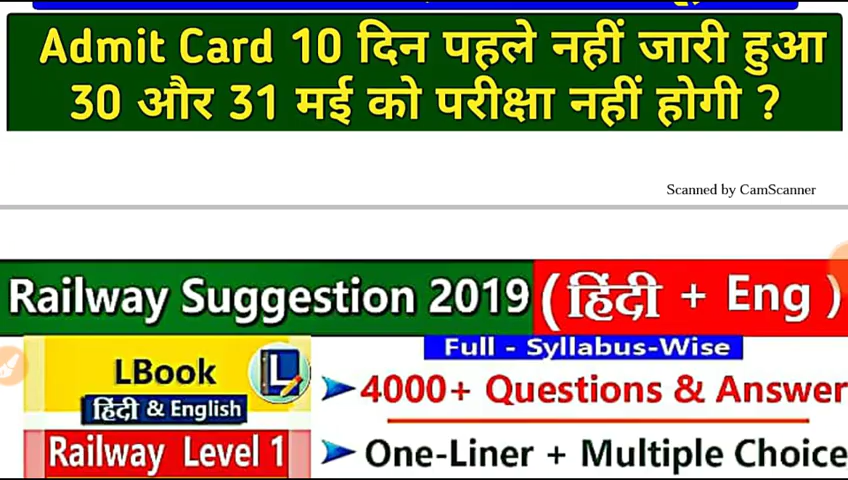 Admit Card 10 दिन पहले नहीं जारी हुआ
30 और 31 मई को परीक्षा नहीं होगी ?
Scanned by CamScanner
Railway Suggestion 2019 (हिंदी + Eng )
Full - Syllabus-Wise
LBook
हिंदी & English
Railway Level 1
4000+ Questions & Answer
One-Liner + Multiple Choice